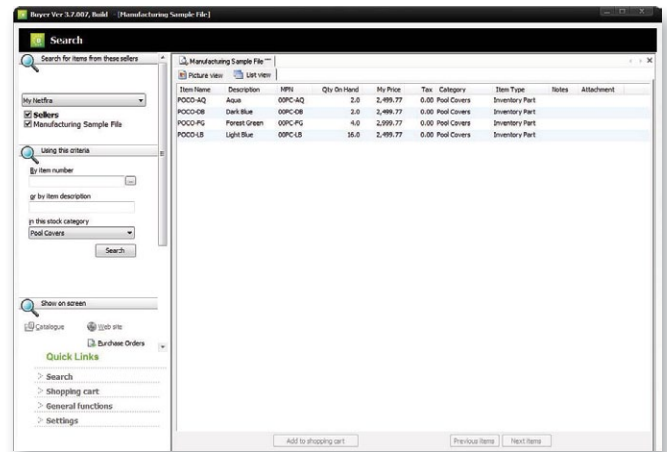 Buyer Ver 3.7.007, Build - [Manufacturing Sample File]
Search
Search for items from these sellers
My Netfira
Sellers
Manufacturing Sample File
Using this criteria
By item number
...
or by item description
in this stock category
Pool Covers
Search
Show on screen
Catalogue Web site
Purchase Orders
Quick Links
> Search
> Shopping cart
> General functions
> Settings
Manufacturing Sample File
Picture view List view
Item Name Description MPN Qty On Hand My Price Tax Category Item Type Notes Attachment
POCO-AQ Aqua 00PC-AQ 2.0 2,499.77 0.00 Pool Covers Inventory Part
POCO-DB Dark Blue 00PC-DB 2.0 2,499.77 0.00 Pool Covers Inventory Part
POCO-FG Forest Green 00PC-FG 4.0 2,999.77 0.00 Pool Covers Inventory Part
POCO-LB Light Blue 00PC-LB 16.0 2,499.77 0.00 Pool Covers Inventory Part
Add to shopping cart Previous items Next items